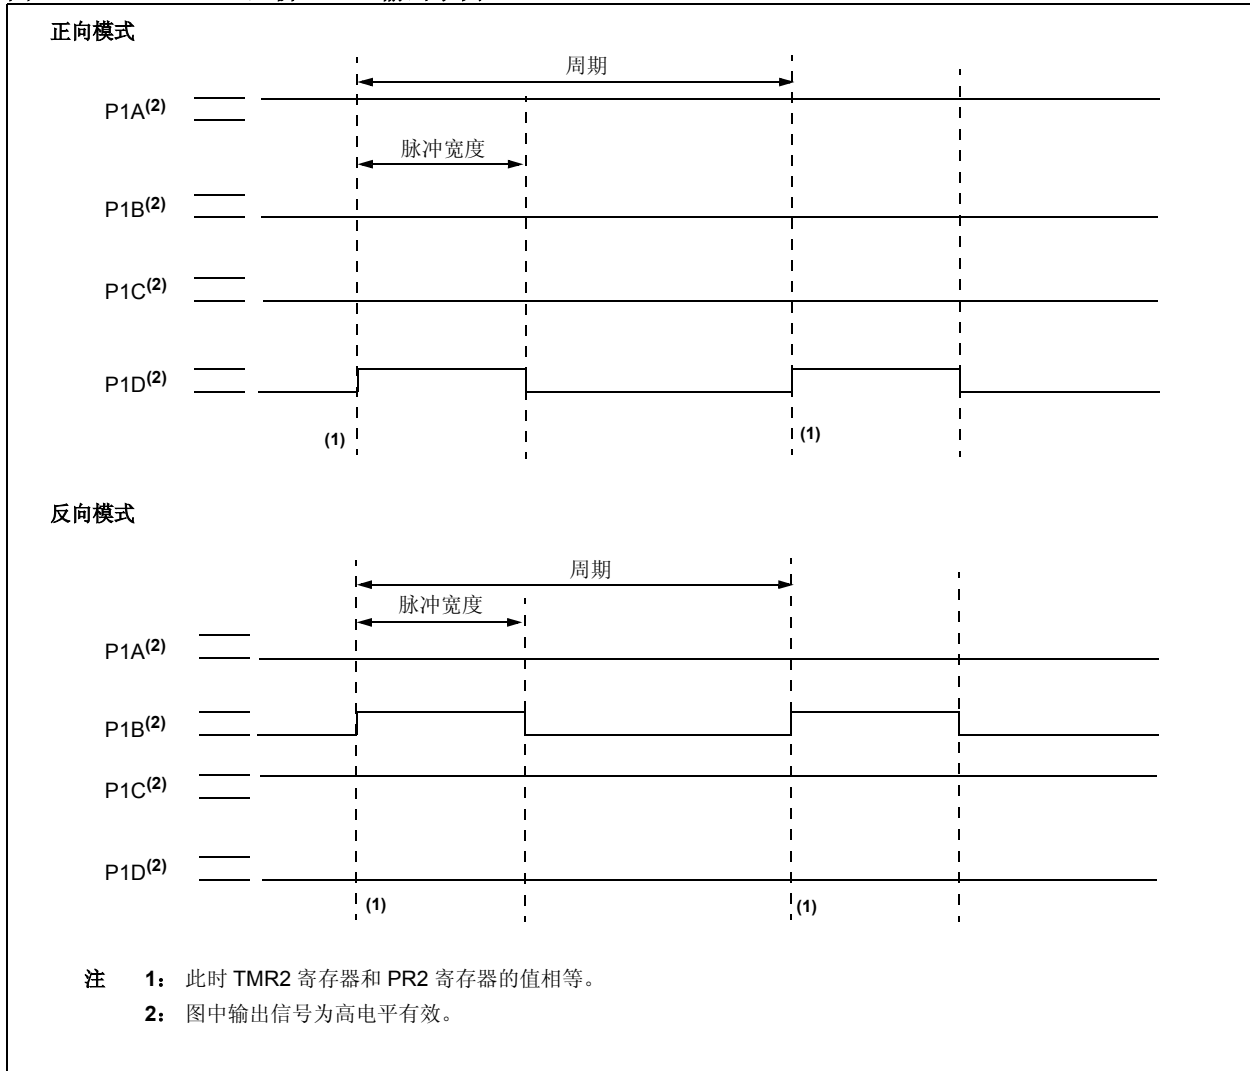 正向模式
周期
P1A(2)
脉冲宽度
P1B(2)
P1C(2)
P1D(2)
(1)
(1)
反向模式
周期
脉冲宽度
P1A(2)
P1B(2)
P1C(2)
P1D(2)
(1)
(1)
注 1: 此时 TMR2 寄存器和 PR2 寄存器的值相等。
2: 图中输出信号为高电平有效。